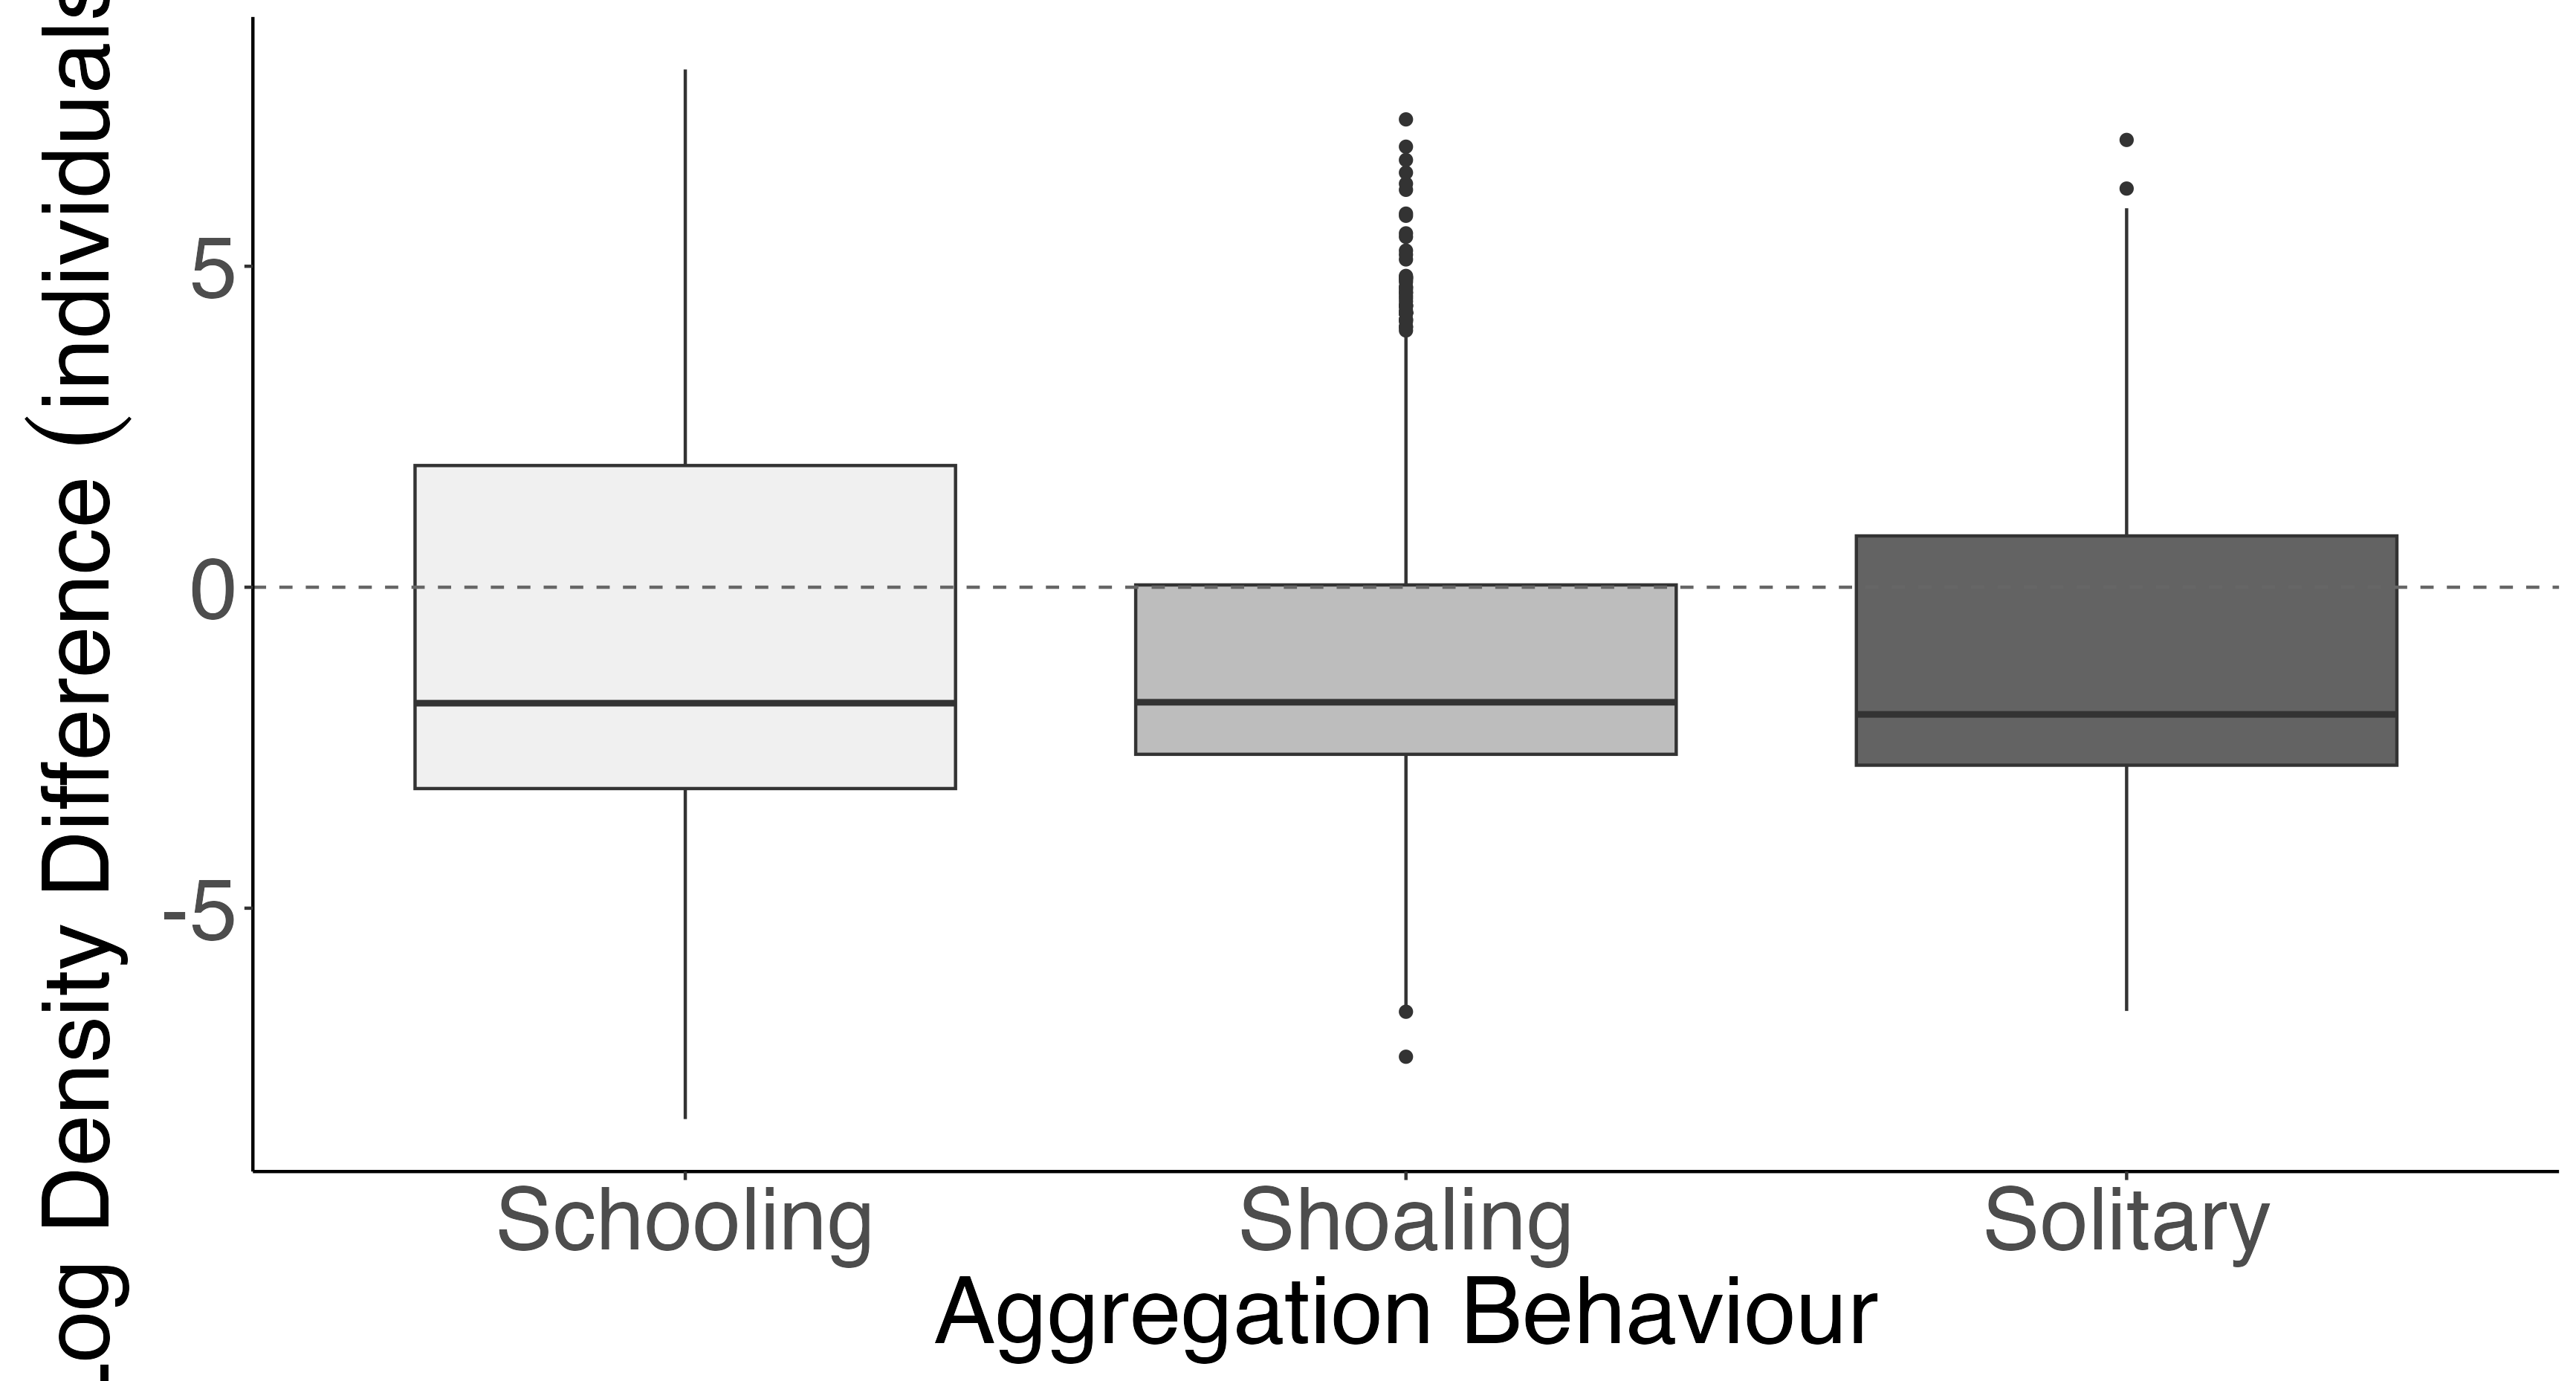 Log Density Difference (individuals
5
0
-5
Schooling Shoaling Solitary
Aggregation Behaviour